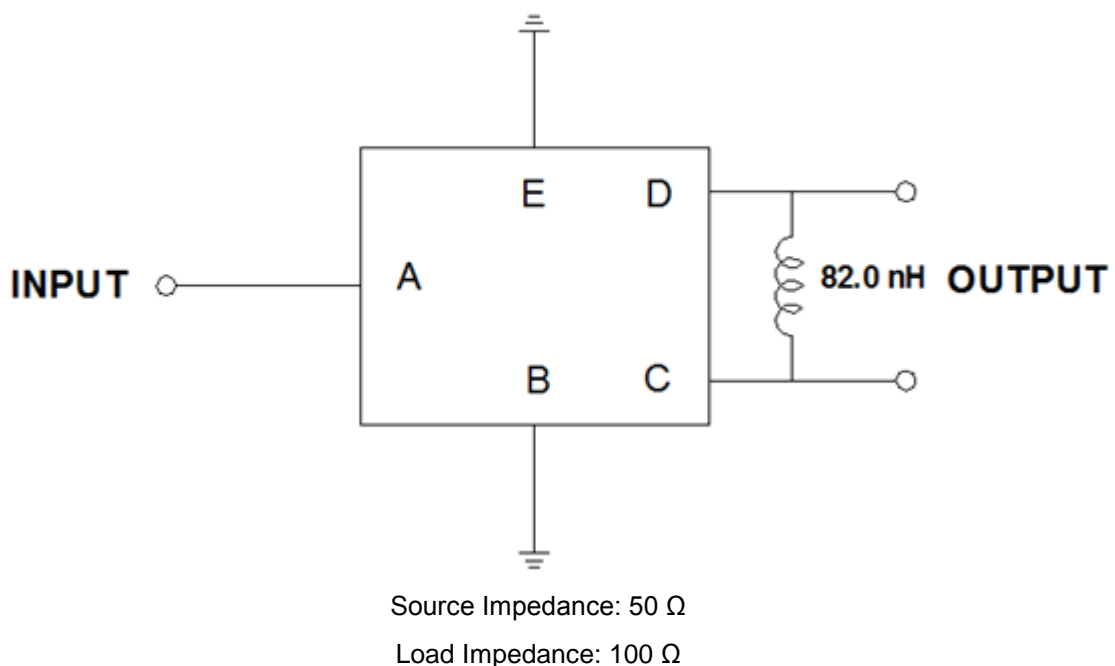 E D
INPUT A 82.0 nH OUTPUT
B C
Source Impedance: 50 Ω
Load Impedance: 100 Ω